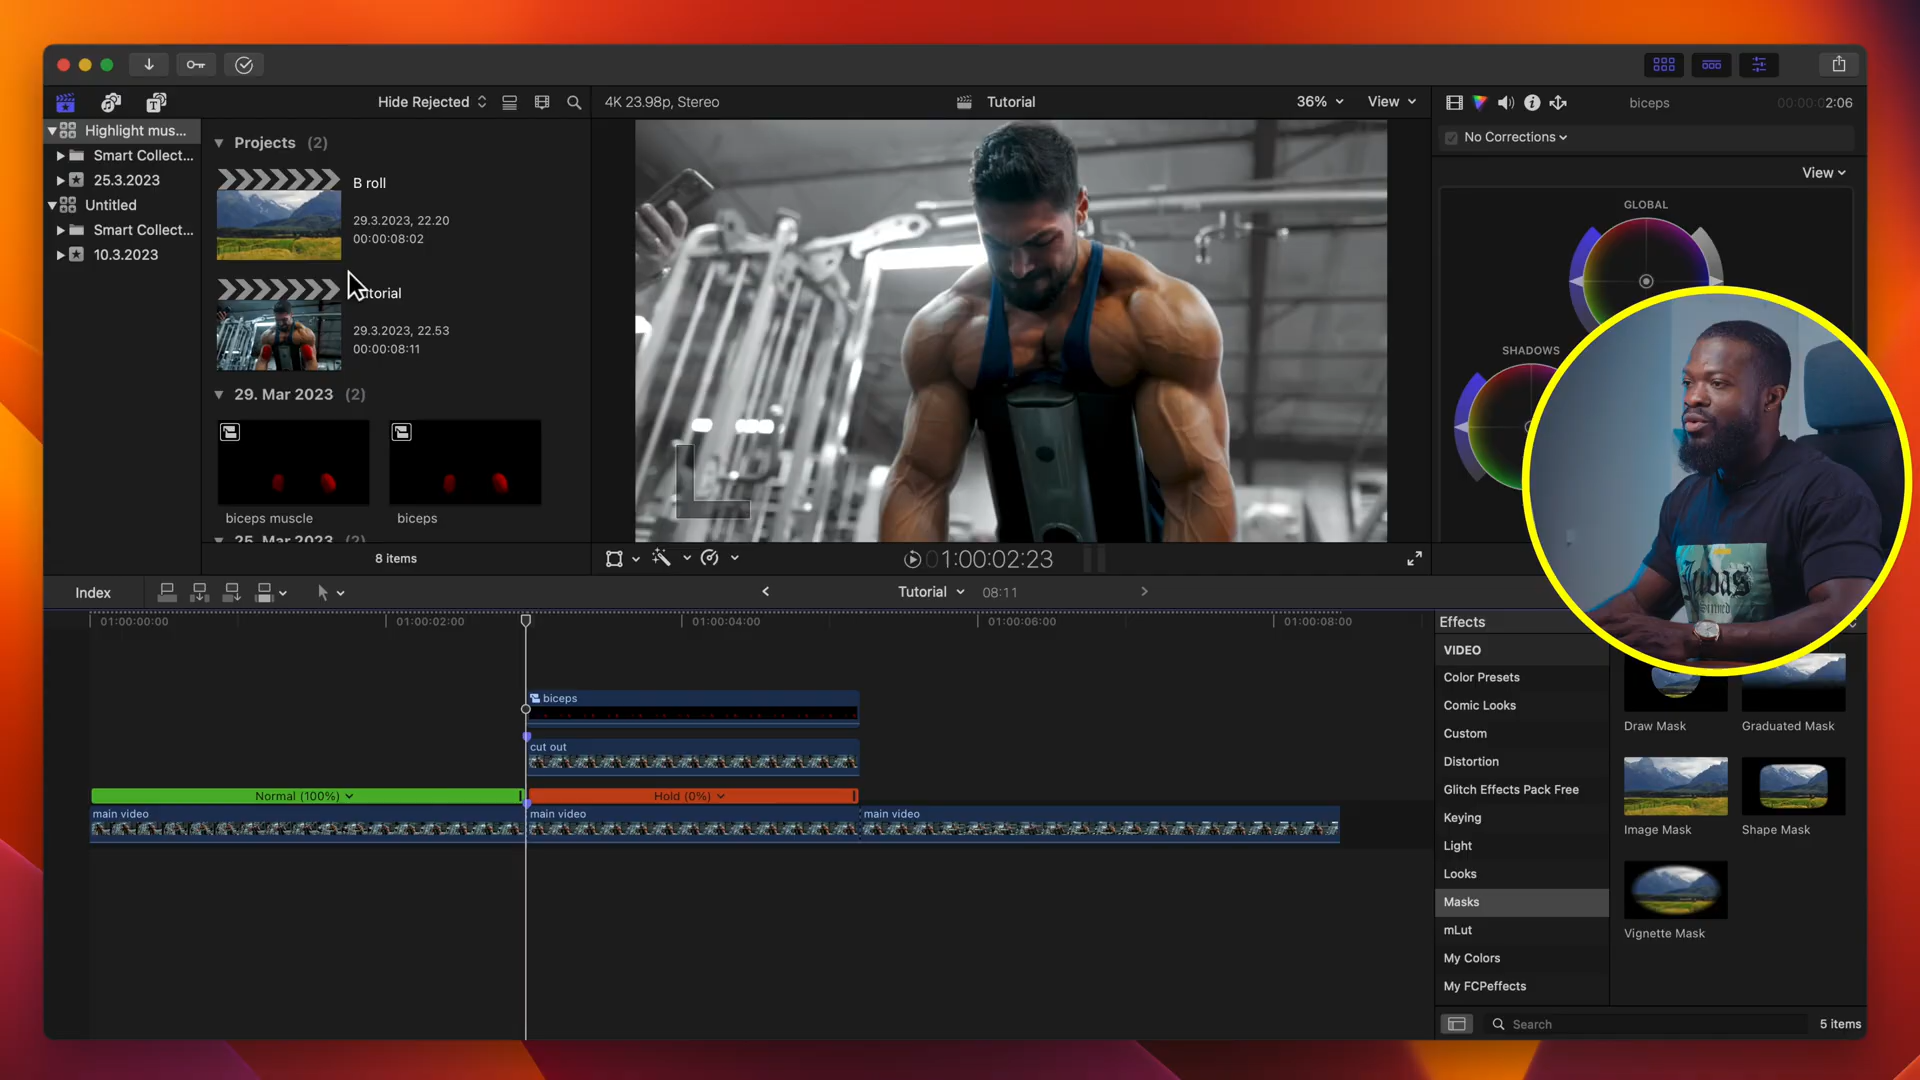 Hide Rejected
4K 23.98p, Stereo
Tutorial
36%
View
biceps
2:06
Highlight mus...
Smart Collect...
25.3.2023
Untitled
Smart Collect...
10.3.2023
Projects (2)
B roll
29.3.2023, 22.20
00:00:08:02
29.3.2023, 22.53
00:00:08:11
29. Mar 2023 (2)
biceps muscle
biceps
25. Mar 2023 (2)
8 items
No Corrections
View
GLOBAL
SHADOWS
01:00:02:23
Index
Tutorial
08:11
01:00:00:00
01:00:02:00
01:00:04:00
01:00:06:00
01:00:08:00
biceps
cut out
Normal (100%)
Hold (0%)
main video
main video
main video
Judas
Effects
VIDEO
Color Presets
Comic Looks
Custom
Distortion
Glitch Effects Pack Free
Keying
Light
Looks
Masks
mLut
My Colors
My FCPeffects
Draw Mask
Graduated Mask
Image Mask
Shape Mask
Vignette Mask
Search
5 items